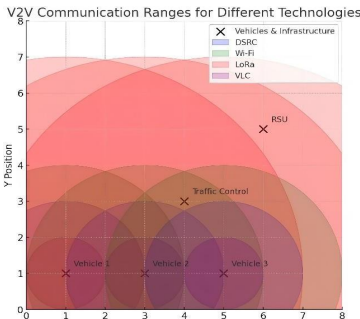 V2V Communication Ranges for Different Technologies
8
7
6
5
4
3
2
1
0
Y Position
Vehicles & Infrastructure
DSRC
Wi-Fi
LoRa
VLC
RSU
Traffic Control
Vehicle 1
Vehicle 2
Vehicle 3
0 1 2 3 4 5 6 7 8